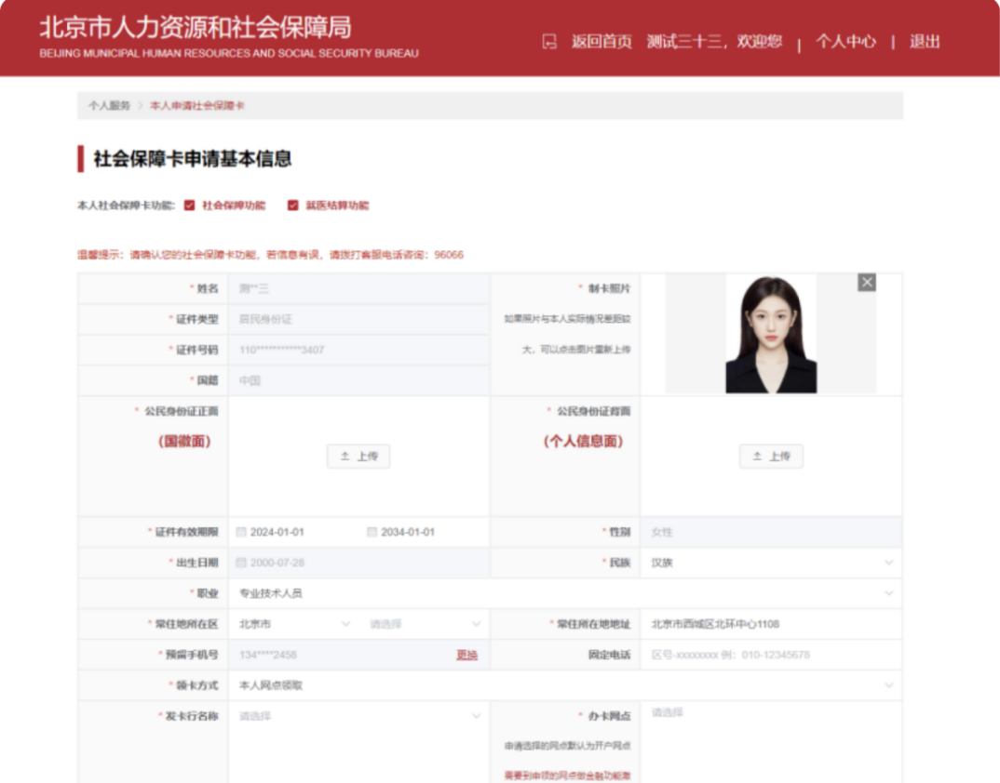 北京市人力资源和社会保障局
BEIJING MUNICIPAL HUMAN RESOURCES AND SOCIAL SECURITY BUREAU
返回首页 测试三十三，欢迎您 | 个人中心 | 退出
个人服务 > 本人申请社会保障卡
社会保障卡申请基本信息
本人社会保障卡功能: 社会保障功能 就医结算功能
温馨提示：请确认您的社会保障卡功能，若信息有误，请拨打客服电话咨询：96066
* 姓名 测**三
* 证件类型 居民身份证
* 证件号码 110***********3407
* 国籍 中国
* 制卡照片
如果照片与本人实际情况差距较
大，可以点击图片重新上传
* 公民身份证正面
（国徽面）
上传
* 公民身份证背面
（个人信息面）
上传
* 证件有效期限 2024-01-01 2034-01-01 * 性别 女性
* 出生日期 2000-07-28 * 民族 汉族
* 职业 专业技术人员
* 常住地所在区 北京市 请选择 * 常住所在地地址 北京市西城区北环中心1108
* 预留手机号 134****2458 更换 固定电话 区号-xxxxxxxx 例：010-12345678
* 领卡方式 本人网点领取
* 发卡行名称 请选择 * 办卡网点 请选择
申请选择的网点默认为开户网点
需要到申领的网点做金融功能激